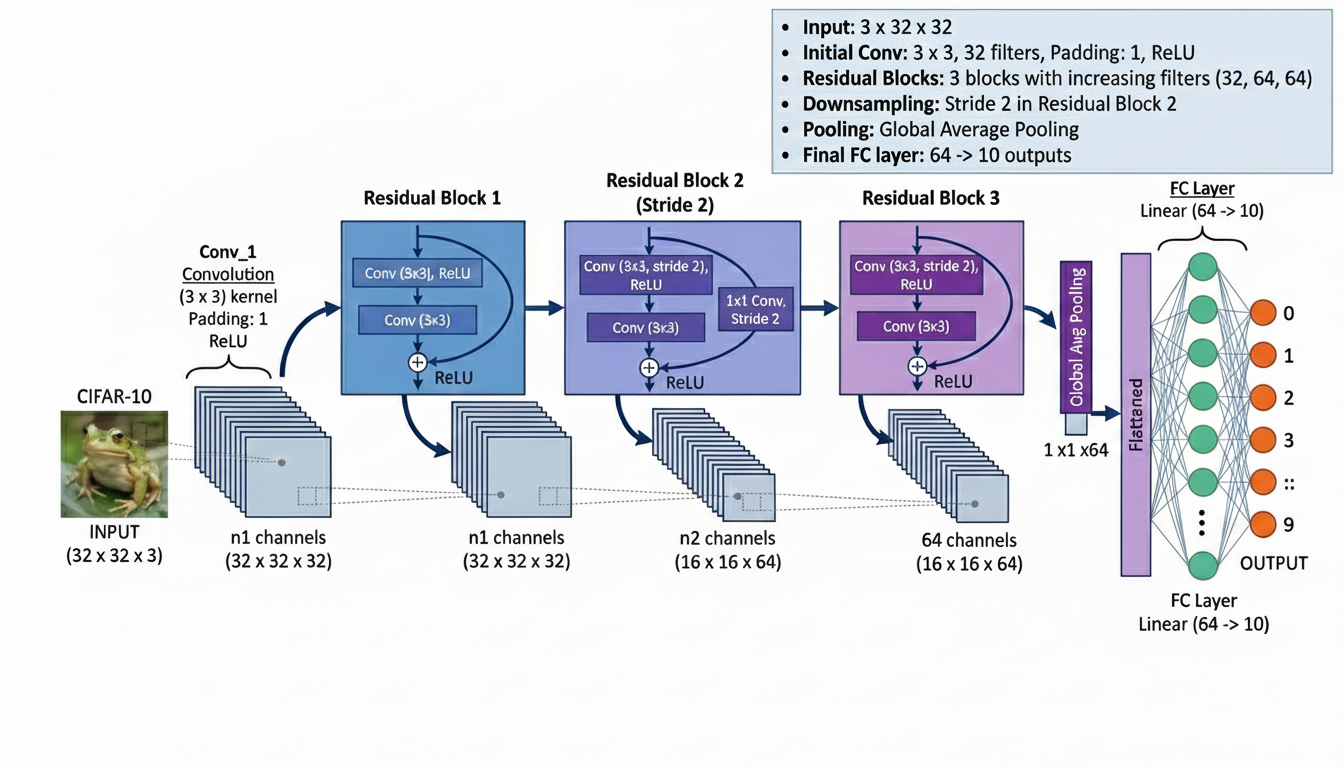 • Input: 3 x 32 x 32
• Initial Conv: 3 x 3, 32 filters, Padding: 1, ReLU
• Residual Blocks: 3 blocks with increasing filters (32, 64, 64)
• Downsampling: Stride 2 in Residual Block 2
• Pooling: Global Average Pooling
• Final FC layer: 64 -> 10 outputs
CIFAR-10
INPUT
(32 x 32 x 3)
Conv_1
Convolution
(3 x 3) kernel
Padding: 1
ReLU
n1 channels
(32 x 32 x 32)
Residual Block 1
Conv (3x3), ReLU
Conv (3x3)
+
ReLU
n1 channels
(32 x 32 x 32)
Residual Block 2
(Stride 2)
Conv (3x3, stride 2),
ReLU
Conv (3x3)
1x1 Conv,
Stride 2
+
ReLU
n2 channels
(16 x 16 x 64)
Residual Block 3
Conv (3x3, stride 2),
ReLU
Conv (3x3)
+
ReLU
64 channels
(16 x 16 x 64)
Global Avg Pooling
1 x1 x64
Flattened
FC Layer
Linear (64 -> 10)
0
1
2
3
::
9
OUTPUT
FC Layer
Linear (64 -> 10)